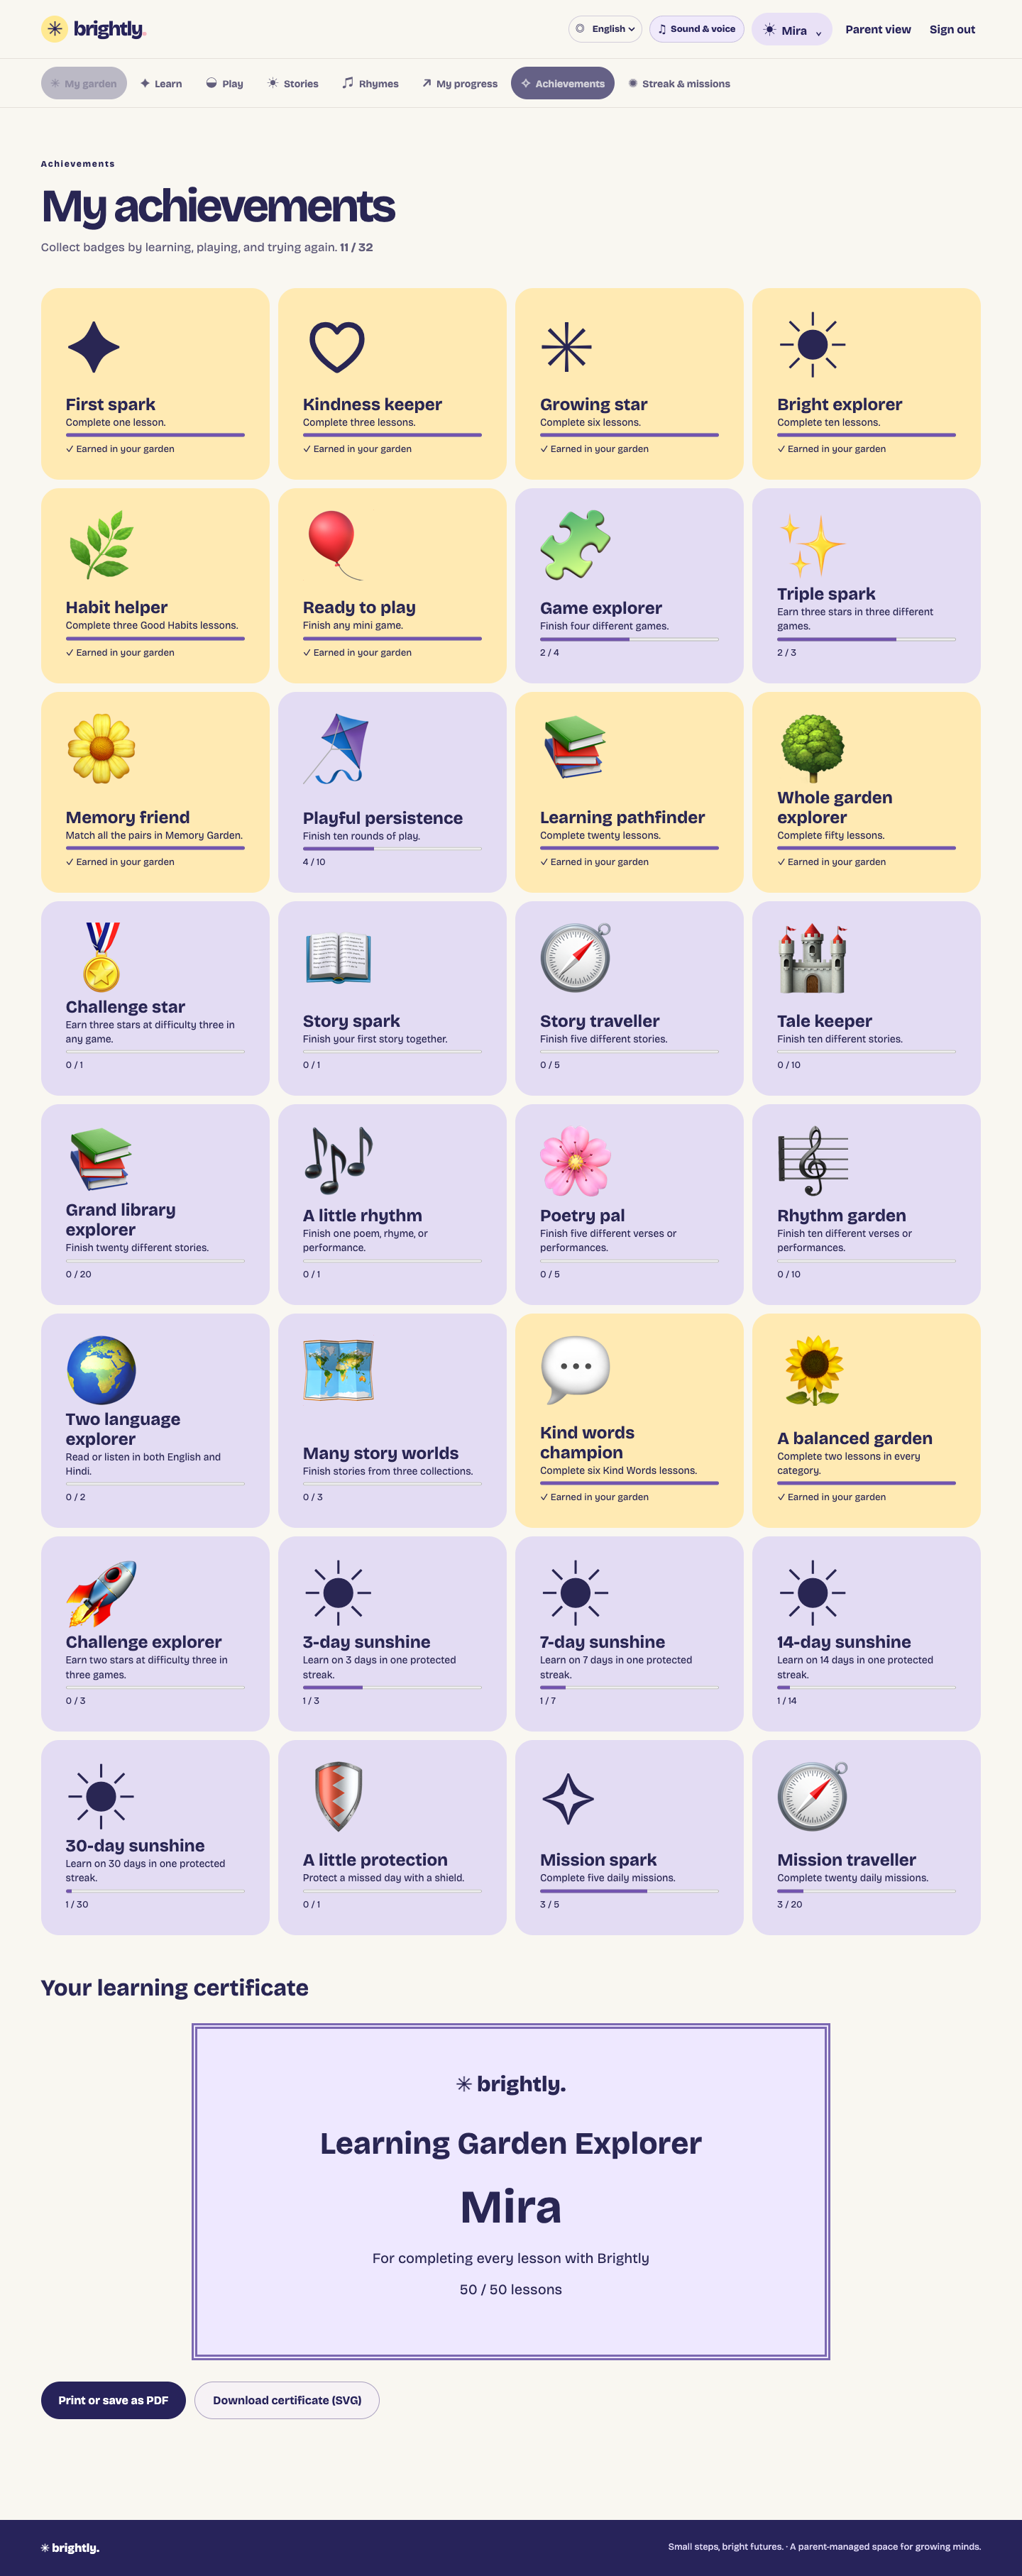 brightly.
English
Sound & voice
Mira
Parent view
Sign out
My garden
Learn
Play
Stories
Rhymes
My progress
Achievements
Streak & missions
Achievements
My achievements
Collect badges by learning, playing, and trying again. 11 / 32
First spark
Complete one lesson.
✓ Earned in your garden
Kindness keeper
Complete three lessons.
✓ Earned in your garden
Growing star
Complete six lessons.
✓ Earned in your garden
Bright explorer
Complete ten lessons.
✓ Earned in your garden
Habit helper
Complete three Good Habits lessons.
✓ Earned in your garden
Ready to play
Finish any mini game.
✓ Earned in your garden
Game explorer
Finish four different games.
2 / 4
Triple spark
Earn three stars in three different
games.
2 / 3
Memory friend
Match all the pairs in Memory Garden.
✓ Earned in your garden
Playful persistence
Finish ten rounds of play.
4 / 10
Learning pathfinder
Complete twenty lessons.
✓ Earned in your garden
Whole garden
explorer
Complete fifty lessons.
✓ Earned in your garden
Challenge star
Earn three stars at difficulty three in
any game.
0 / 1
Story spark
Finish your first story together.
0 / 1
Story traveller
Finish five different stories.
0 / 5
Tale keeper
Finish ten different stories.
0 / 10
Grand library
explorer
Finish twenty different stories.
0 / 20
A little rhythm
Finish one poem, rhyme, or
performance.
0 / 1
Poetry pal
Finish five different verses or
performances.
0 / 5
Rhythm garden
Finish ten different verses or
performances.
0 / 10
Two language
explorer
Read or listen in both English and
Hindi.
0 / 2
Many story worlds
Finish stories from three collections.
0 / 3
Kind words
champion
Complete six Kind Words lessons.
✓ Earned in your garden
A balanced garden
Complete two lessons in every
category.
✓ Earned in your garden
Challenge explorer
Earn two stars at difficulty three in
three games.
0 / 3
3-day sunshine
Learn on 3 days in one protected
streak.
1 / 3
7-day sunshine
Learn on 7 days in one protected
streak.
1 / 7
14-day sunshine
Learn on 14 days in one protected
streak.
1 / 14
30-day sunshine
Learn on 30 days in one protected
streak.
1 / 30
A little protection
Protect a missed day with a shield.
0 / 1
Mission spark
Complete five daily missions.
3 / 5
Mission traveller
Complete twenty daily missions.
3 / 20
Your learning certificate
brightly.
Learning Garden Explorer
Mira
For completing every lesson with Brightly
50 / 50 lessons
Print or save as PDF
Download certificate (SVG)
brightly.
Small steps, bright futures. · A parent-managed space for growing minds.